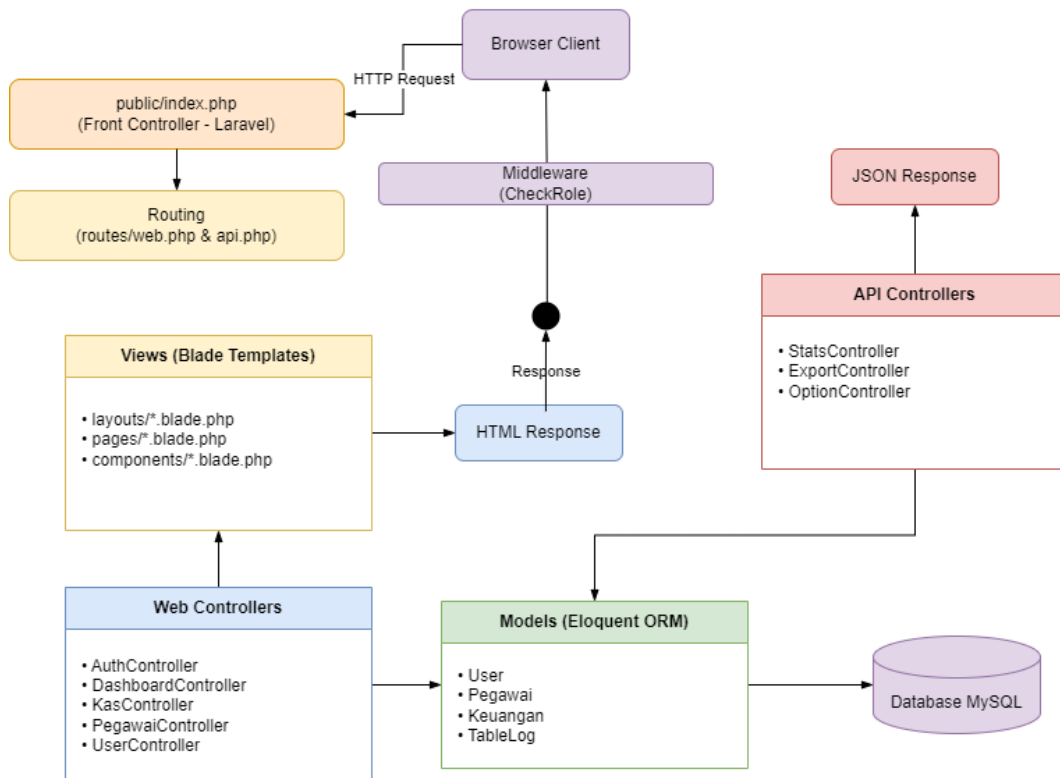 Browser Client
HTTP Request
public/index.php
(Front Controller - Laravel)
Middleware
(CheckRole)
JSON Response
Routing
(routes/web.php & api.php)
API Controllers
• StatsController
• ExportController
• OptionController
Views (Blade Templates)
• layouts/*.blade.php
• pages/*.blade.php
• components/*.blade.php
Response
HTML Response
Web Controllers
• AuthController
• DashboardController
• KasController
• PegawaiController
• UserController
Models (Eloquent ORM)
• User
• Pegawai
• Keuangan
• TableLog
Database MySQL